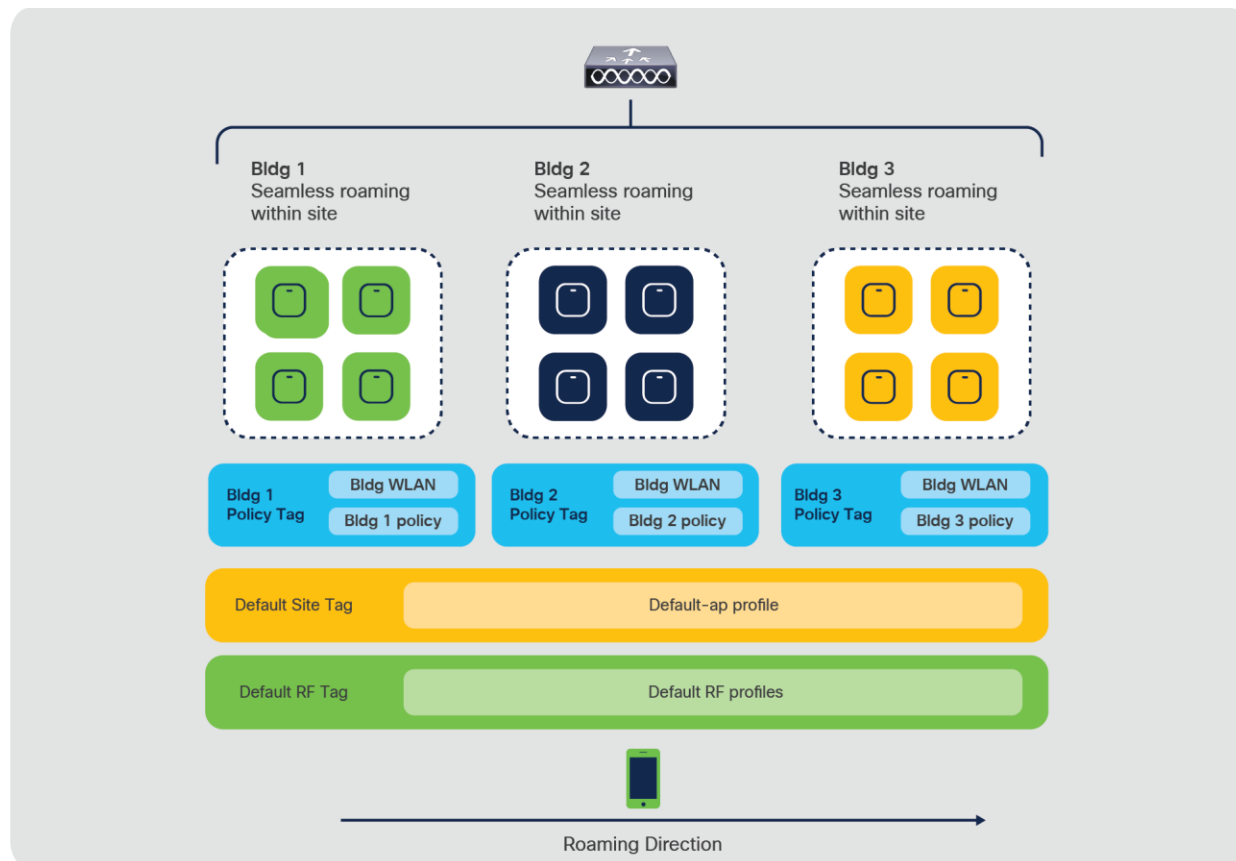 Bldg 1
Seamless roaming
within site
Bldg 2
Seamless roaming
within site
Bldg 3
Seamless roaming
within site
Bldg 1
Policy Tag
Bldg WLAN
Bldg 1 policy
Bldg 2
Policy Tag
Bldg WLAN
Bldg 2 policy
Bldg 3
Policy Tag
Bldg WLAN
Bldg 3 policy
Default Site Tag
Default-ap profile
Default RF Tag
Default RF profiles
Roaming Direction